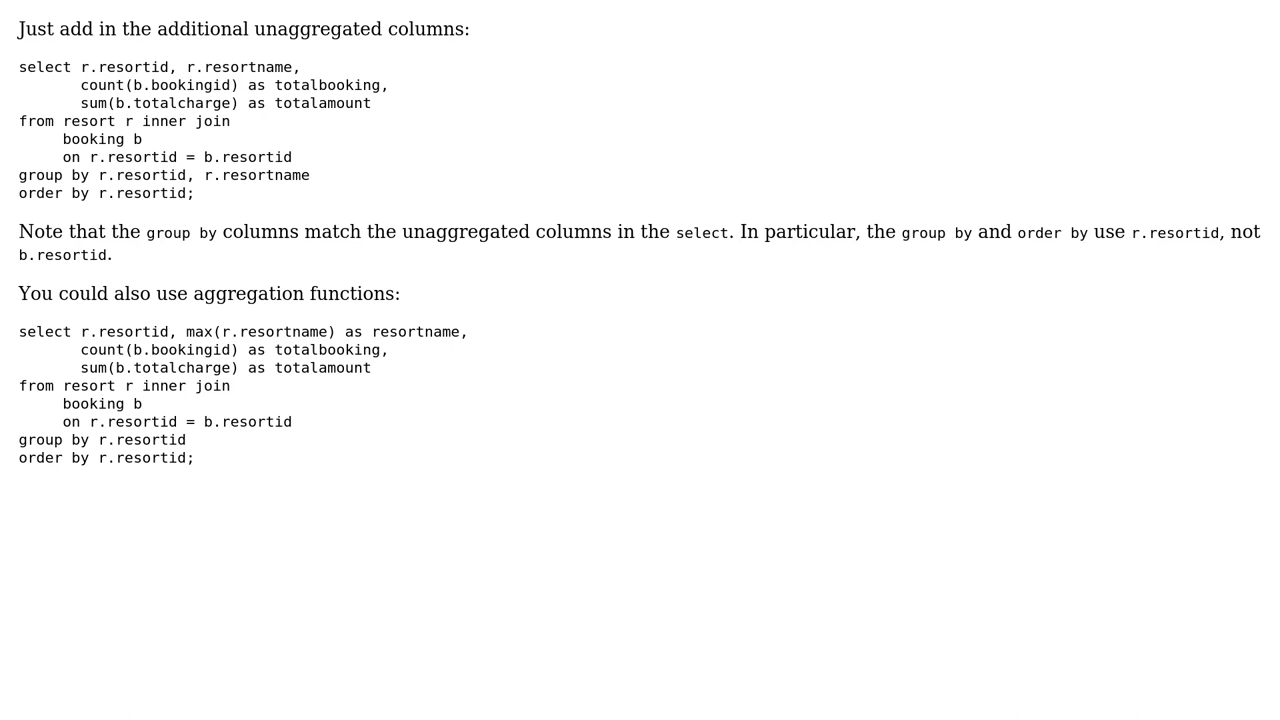 Just add in the additional unaggregated columns:
select r.resortid, r.resortname,
       count(b.bookingid) as totalbooking,
       sum(b.totalcharge) as totalamount
from resort r inner join
     booking b
     on r.resortid = b.resortid
group by r.resortid, r.resortname
order by r.resortid;
Note that the group by columns match the unaggregated columns in the select. In particular, the group by and order by use r.resortid, not
b.resortid.
You could also use aggregation functions:
select r.resortid, max(r.resortname) as resortname,
       count(b.bookingid) as totalbooking,
       sum(b.totalcharge) as totalamount
from resort r inner join
     booking b
     on r.resortid = b.resortid
group by r.resortid
order by r.resortid;